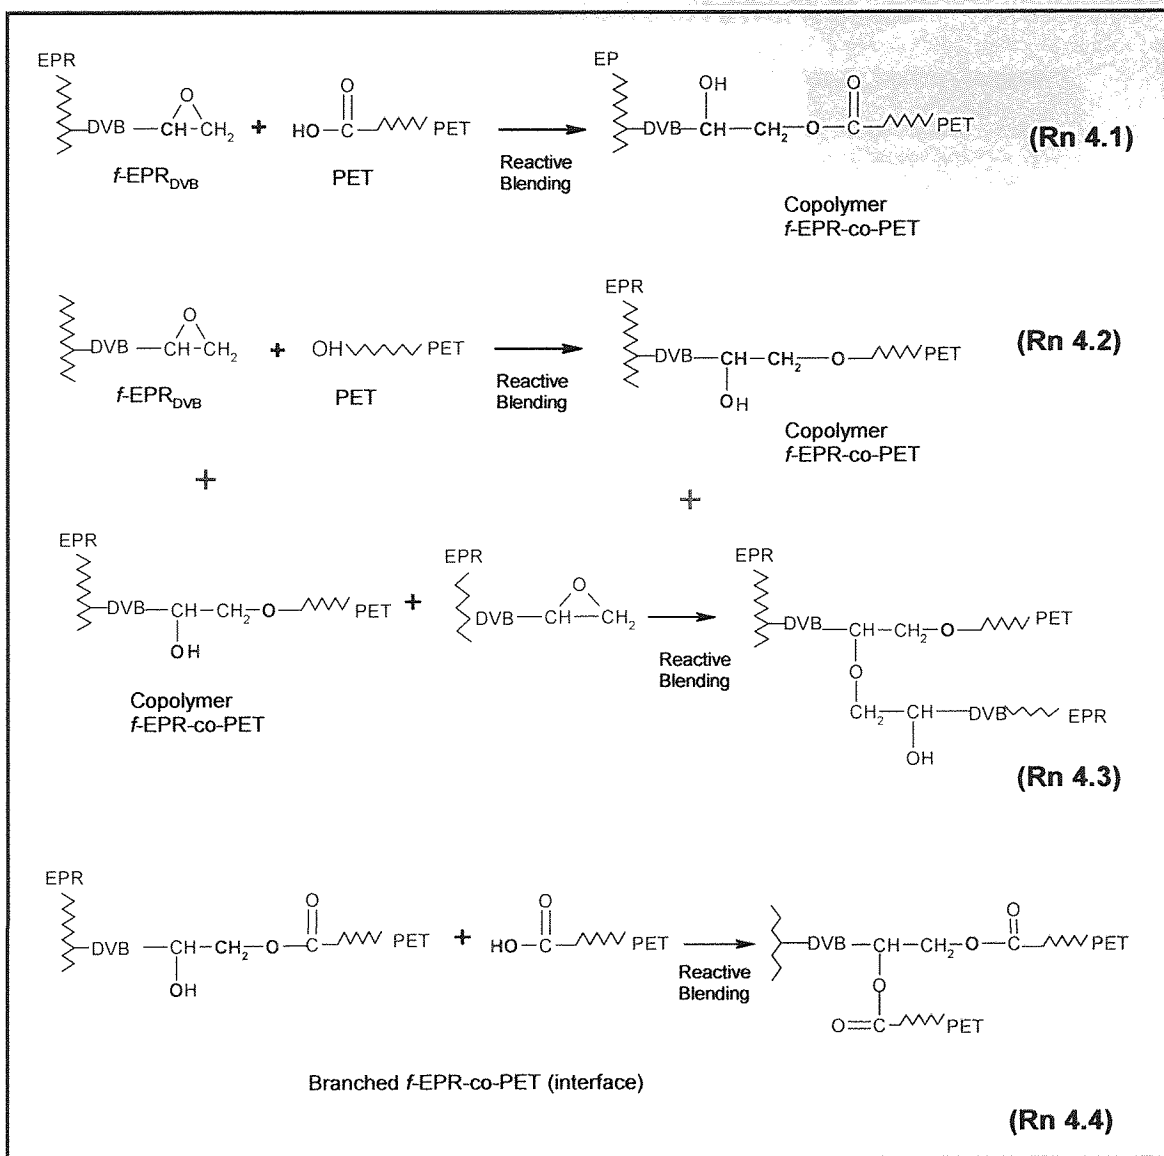 EPR
DVB —CH—CH₂ + HO O PET
f-EPR_DVB
PET
Reactive
Blending
EP OH O
DVB—CH—CH₂—O—C PET
(Rn 4.1)
Copolymer
f-EPR-co-PET
O
DVB —CH—CH₂ + OH PET
f-EPR_DVB
PET
Reactive
Blending
EPR
DVB—CH—CH₂—O— PET
OH
(Rn 4.2)
Copolymer
f-EPR-co-PET
+
+
EPR
DVB—CH—CH₂—O PET +
OH
Copolymer
f-EPR-co-PET
EPR
O
DVB—CH—CH₂
Reactive
Blending
EPR
DVB—CH—CH₂—O PET
O
CH₂—CH—DVB EPR
OH
(Rn 4.3)
EPR
O
DVB —CH—CH₂—O—C PET +
OH
O
HO PET
Reactive
Blending
O
DVB—CH—CH₂—O—C PET
O
O=C PET
Branched f-EPR-co-PET (interface)
(Rn 4.4)